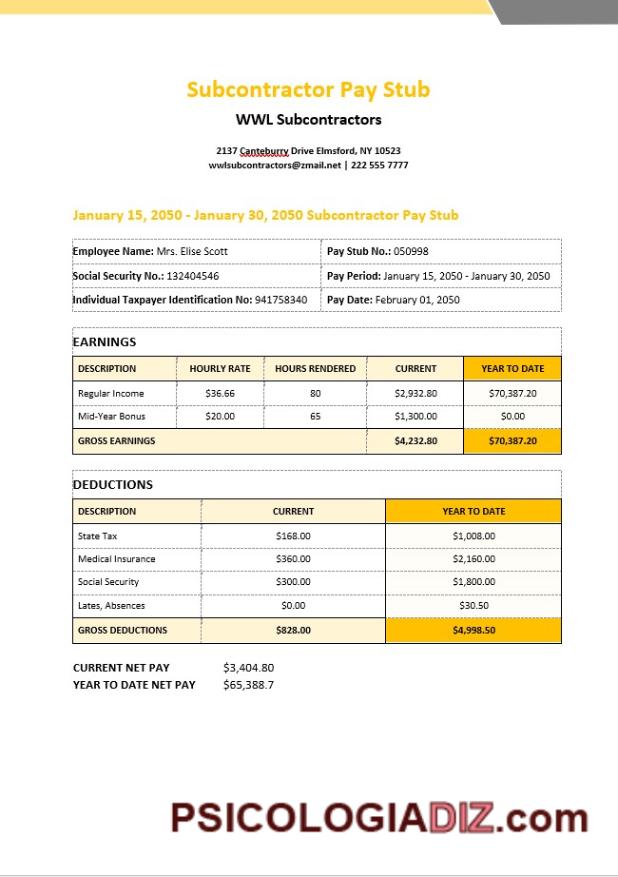 Subcontractor Pay Stub
WWL Subcontractors
2137 Canteburry Drive Elmsford, NY 10523
wwlsubcontractors@zmail.net | 222 555 7777
January 15, 2050 - January 30, 2050 Subcontractor Pay Stub
Employee Name: Mrs. Elise Scott Pay Stub No.: 050998
Social Security No.: 132404546 Pay Period: January 15, 2050 - January 30, 2050
Individual Taxpayer Identification No: 941758340 Pay Date: February 01, 2050
EARNINGS
DESCRIPTION HOURLY RATE HOURS RENDERED CURRENT YEAR TO DATE
Regular Income $36.66 80 $2,932.80 $70,387.20
Mid-Year Bonus $20.00 65 $1,300.00 $0.00
GROSS EARNINGS $4,232.80 $70,387.20
DEDUCTIONS
DESCRIPTION CURRENT YEAR TO DATE
State Tax $168.00 $1,008.00
Medical Insurance $360.00 $2,160.00
Social Security $300.00 $1,800.00
Lates, Absences $0.00 $30.50
GROSS DEDUCTIONS $828.00 $4,998.50
CURRENT NET PAY $3,404.80
YEAR TO DATE NET PAY $65,388.7
PSICOLOGIADIZ.com